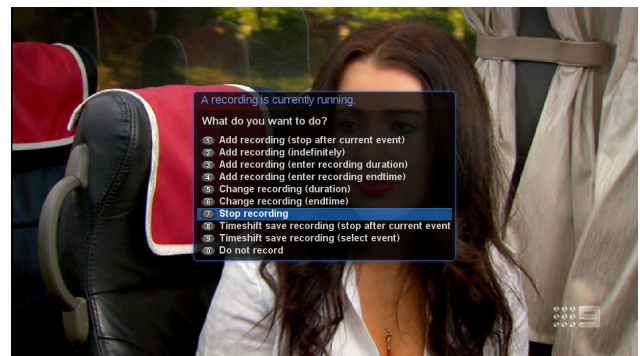 A recording is currently running.
What do you want to do?
1 Add recording (stop after current event)
2 Add recording (indefinitely)
3 Add recording (enter recording duration)
4 Add recording (enter recording endtime)
5 Change recording (duration)
6 Change recording (endtime)
7 Stop recording
8 Timeshift save recording (stop after current event
9 Timeshift save recording (select event)
0 Do not record
9